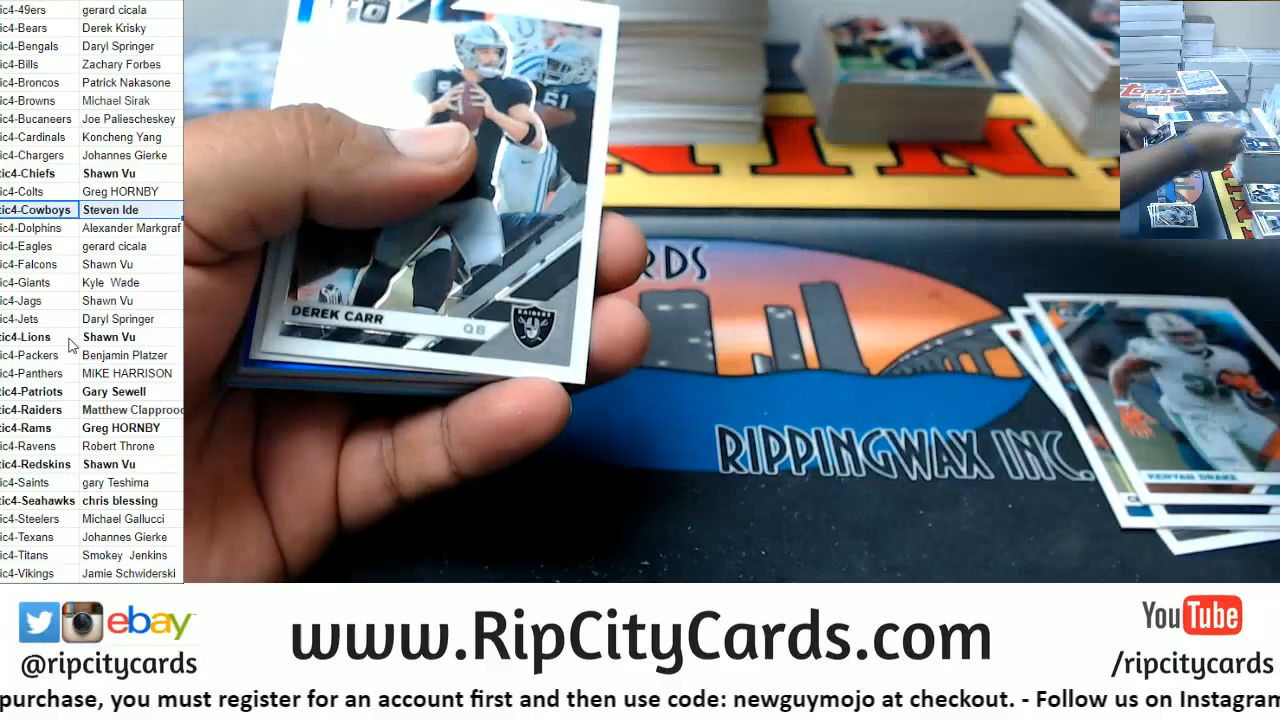 ic4-49ers gerard cicala
ic4-Bears Derek Krisky
ic4-Bengals Daryl Springer
ic4-Bills Zachary Forbes
ic4-Broncos Patrick Nakasone
ic4-Browns Michael Sirak
ic4-Bucaneers Joe Paliescheskey
ic4-Cardinals Koncheng Yang
ic4-Chargers Johannes Gierke
tic4-Chiefs Shawn Vu
ic4-Colts Greg HORNBY
tic4-Cowboys Steven Ide
ic4-Dolphins Alexander Markgraf
ic4-Eagles gerard cicala
ic4-Falcons Shawn Vu
ic4-Giants Kyle Wade
ic4-Jags Shawn Vu
ic4-Jets Daryl Springer
tic4-Lions Shawn Vu
ic4-Packers Benjamin Platzer
ic4-Panthers MIKE HARRISON
tic4-Patriots Gary Sewell
tic4-Raiders Matthew Clapprooc
tic4-Rams Greg HORNBY
ic4-Ravens Robert Throne
tic4-Redskins Shawn Vu
ic4-Saints gary Teshima
tic4-Seahawks chris blessing
ic4-Steelers Michael Gallucci
ic4-Texans Johannes Gierke
ic4-Titans Smokey Jenkins
ic4-Vikings Jamie Schwiderski
61
DEREK CARR QB
RAIDERS
RDS
RIPPINGWAX INC.
KENYAN DRAKE
ebay
@ripcitycards
www.RipCityCards.com
YouTube
/ripcitycards
purchase, you must register for an account first and then use code: newguymojo at checkout. - Follow us on Instagram